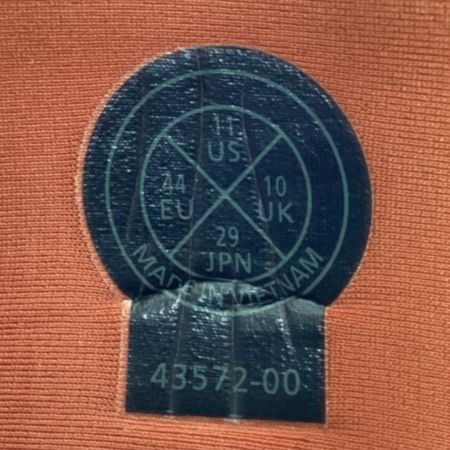 11
US
44
EU
10
UK
29
JPN
MADE IN VIETNAM
43572-00